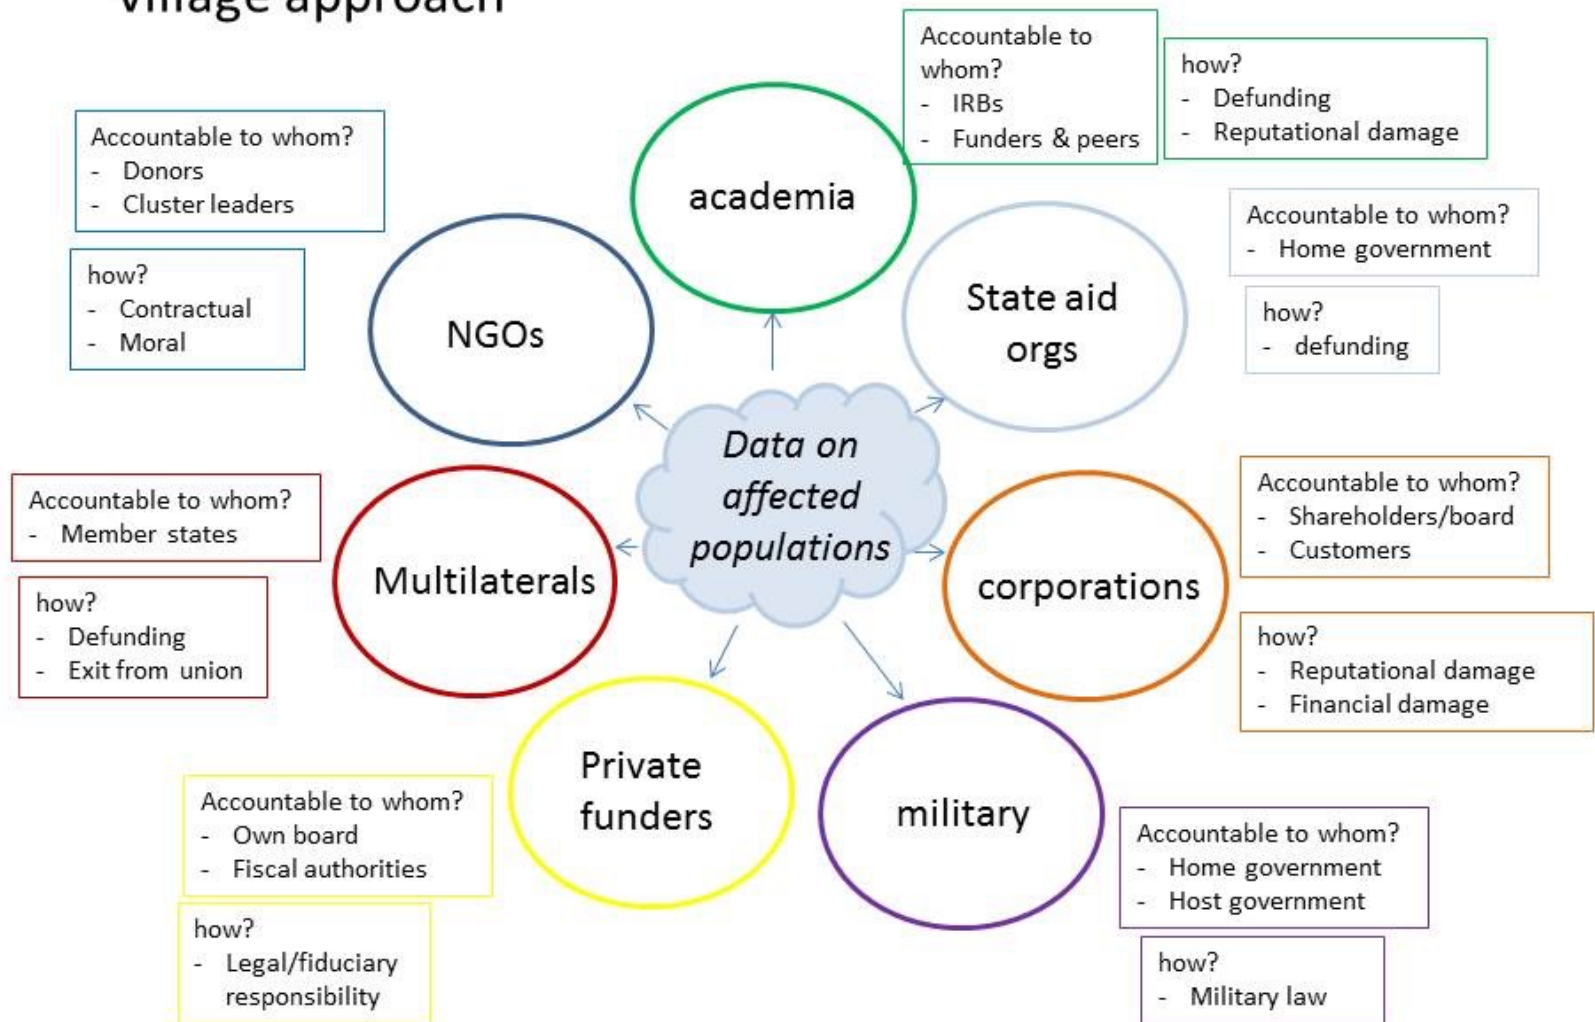 village approach
Accountable to
whom?
- IRBs
- Funders & peers
how?
- Defunding
- Reputational damage
academia
Accountable to whom?
- Donors
- Cluster leaders
how?
- Contractual
- Moral
NGOs
Accountable to whom?
- Home government
how?
- defunding
State aid
orgs
Data on
affected
populations
Accountable to whom?
- Member states
how?
- Defunding
- Exit from union
Multilaterals
corporations
Accountable to whom?
- Shareholders/board
- Customers
how?
- Reputational damage
- Financial damage
Private
funders
Accountable to whom?
- Own board
- Fiscal authorities
how?
- Legal/fiduciary
responsibility
military
Accountable to whom?
- Home government
- Host government
how?
- Military law